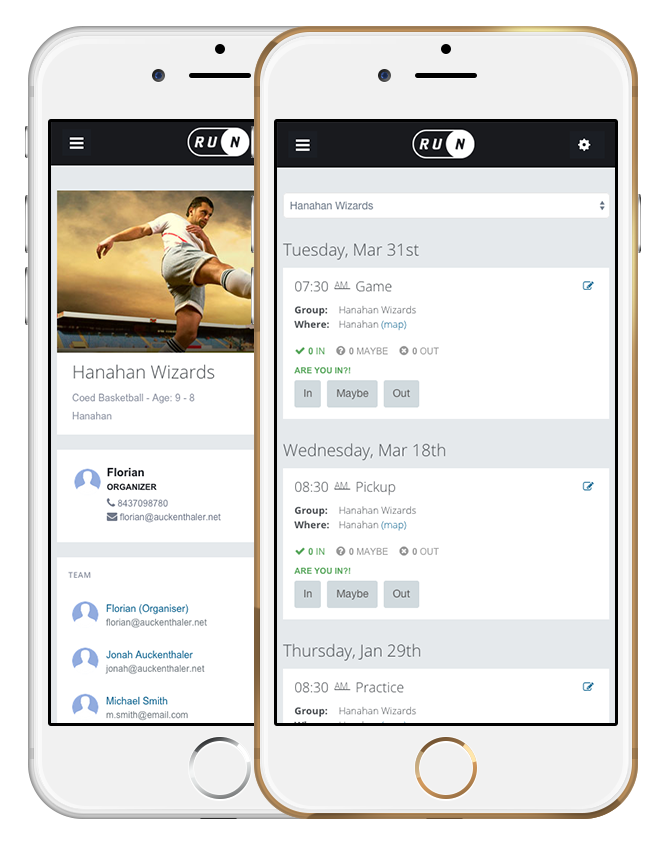 RUN
Hanahan Wizards
Coed Basketball - Age: 9 - 8
Hanahan
Florian
ORGANIZER
8437098780
florian@auckenthaler.net
TEAM
Florian (Organiser)
florian@auckenthaler.net
Jonah Auckenthaler
jonah@auckenthaler.net
Michael Smith
m.smith@email.com
RUN
Hanahan Wizards
Tuesday, Mar 31st
07:30 AM Game
Group: Hanahan Wizards
Where: Hanahan (map)
0 IN 0 MAYBE 0 OUT
ARE YOU IN?!
In Maybe Out
Wednesday, Mar 18th
08:30 AM Pickup
Group: Hanahan Wizards
Where: Hanahan (map)
0 IN 0 MAYBE 0 OUT
ARE YOU IN?!
In Maybe Out
Thursday, Jan 29th
08:30 AM Practice
Group: Hanahan Wizards